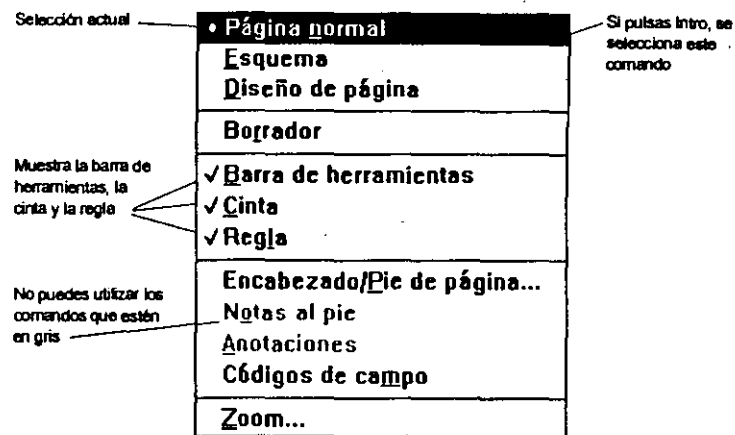 Selección actual
• Página normal
Si pulsas Intro, se
selecciona este
comando
Esquema
Diseño de página
Borrador
Muestra la barra de
herramientas, la
cinta y la regla
✓ Barra de herramientas
✓ Cinta
✓ Regla
No puedes utilizar los
comandos que estén
en gris
Encabezado/Pie de página...
Notas al pie
Anotaciones
Códigos de campo
Zoom...